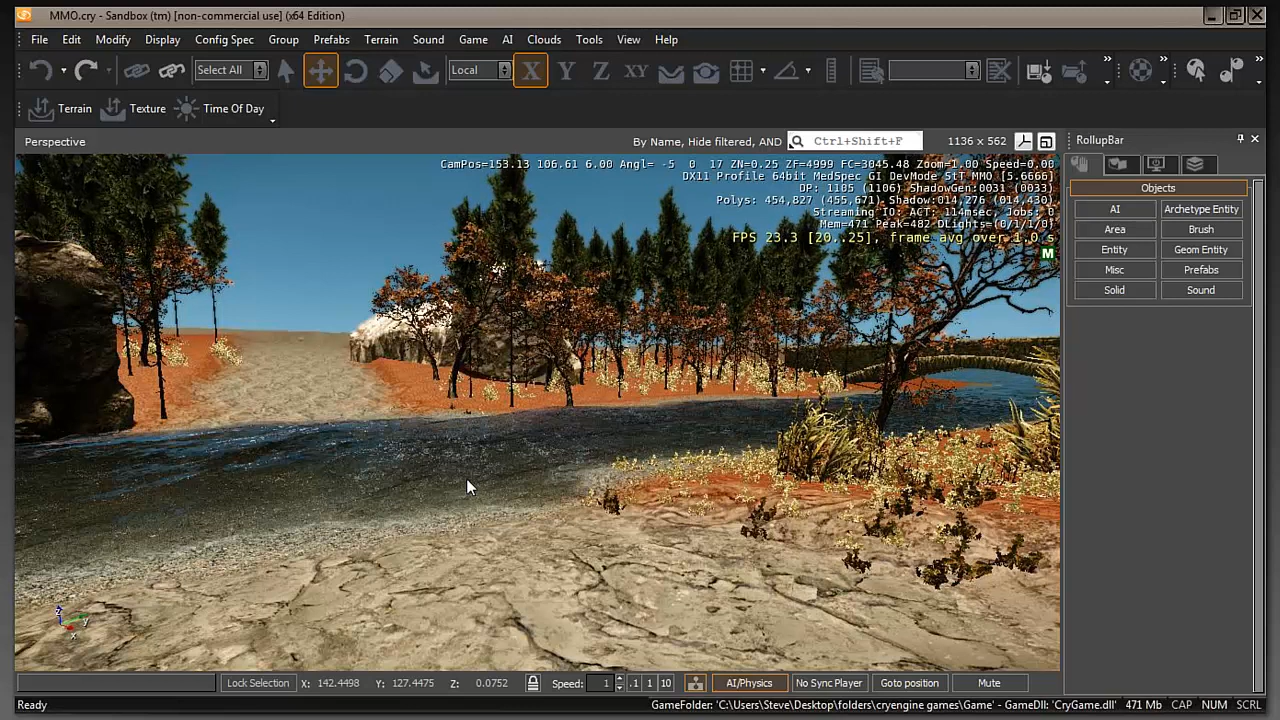 MMO.cry - Sandbox (tm) [non-commercial use] (x64 Edition)
File Edit Modify Display Config Spec Group Prefabs Terrain Sound Game AI Clouds Tools View Help
Select All Local X Y Z XY
Terrain Texture Time Of Day
Perspective By Name, Hide filtered, AND Ctrl+Shift+F 1136 x 562 RollupBar
CamPos=153.13 106.61 6.00 Angl= -5 0 17 ZN=0.25 ZF=4999 FC=3045.48 Zoom=1.00 Speed=0.00
DX11 Profile 64bit MedSpec GI DevMode StT MMO [5.6666]
DP: 1105 (1106) ShadowGen:0031 (0033)
Polys: 454,827 (455,671) Shadow:014,276 (014,430)
Streaming IO: ACT: 114msec, Jobs: 0
Mem=471 Peak=482 DLights=(0/1/1/0)
FPS 23.3 [20..25], frame avg over 1.0 s
M
Objects
AI Archetype Entity
Area Brush
Entity Geom Entity
Misc Prefabs
Solid Sound
z
y
x
Lock Selection X: 142.4498 Y: 127.4475 Z: 0.0752 Speed: 1 .1 1 10 AI/Physics No Sync Player Goto position Mute
Ready GameFolder: 'C:\Users\Steve\Desktop\folders\cryengine games\Game' - GameDll: 'CryGame.dll' 471 Mb CAP NUM SCRL